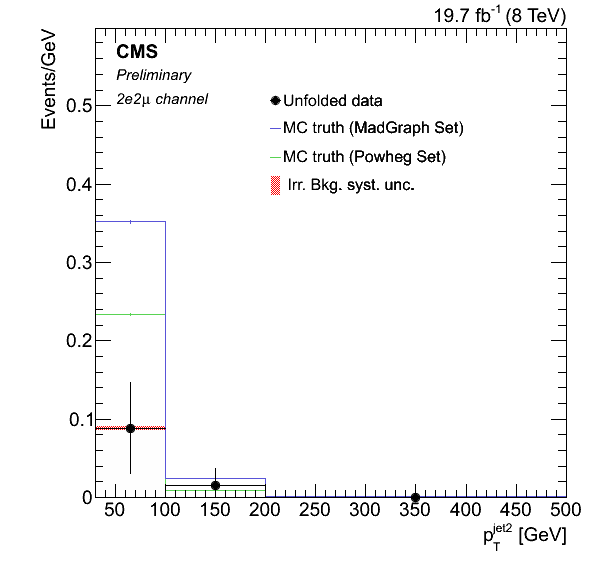 19.7 fb⁻¹ (8 TeV)
Events/GeV
CMS
Preliminary
2e2μ channel
Unfolded data
MC truth (MadGraph Set)
MC truth (Powheg Set)
Irr. Bkg. syst. unc.
0.5
0.4
0.3
0.2
0.1
0
50 100 150 200 250 300 350 400 450 500
p_T^jet2 [GeV]